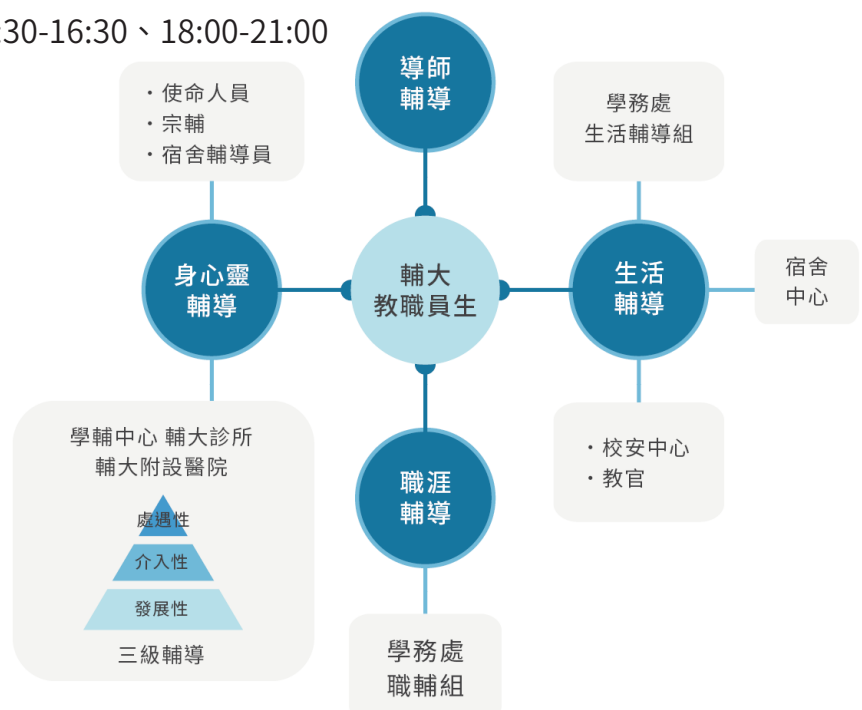 :30-16:30、18:00-21:00
導師
輔導
・使命人員
・宗輔
・宿舍輔導員
學務處
生活輔導組
身心靈
輔導
輔大
教職員生
生活
輔導
宿舍
中心
學輔中心 輔大診所
輔大附設醫院
處遇性
介入性
發展性
三級輔導
職涯
輔導
・校安中心
・教官
學務處
職輔組